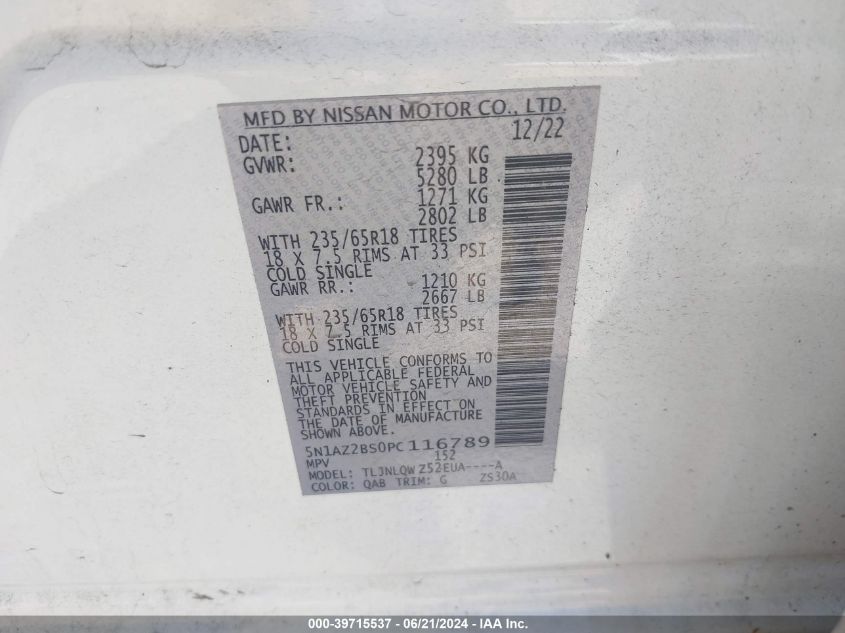 MFD BY NISSAN MOTOR CO., LTD.
DATE: 12/22
GVWR: 2395 KG
5280 LB
GAWR FR.: 1271 KG
2802 LB
WITH 235/65R18 TIRES
18 X 7.5 RIMS AT 33 PSI
COLD SINGLE
GAWR RR.: 1210 KG
2667 LB
WITH 235/65R18 TIRES
18 X 7.5 RIMS AT 33 PSI
COLD SINGLE
THIS VEHICLE CONFORMS TO
ALL APPLICABLE FEDERAL
MOTOR VEHICLE SAFETY AND
THEFT PREVENTION
STANDARDS IN EFFECT ON
THE DATE OF MANUFACTURE
SHOWN ABOVE.
5N1AZ2BS0PC116789
MPV 152
MODEL: TLJNLQWZ52EUA----A
COLOR: QAB TRIM: G ZS30A
000-39715537 - 06/21/2024 - IAA Inc.